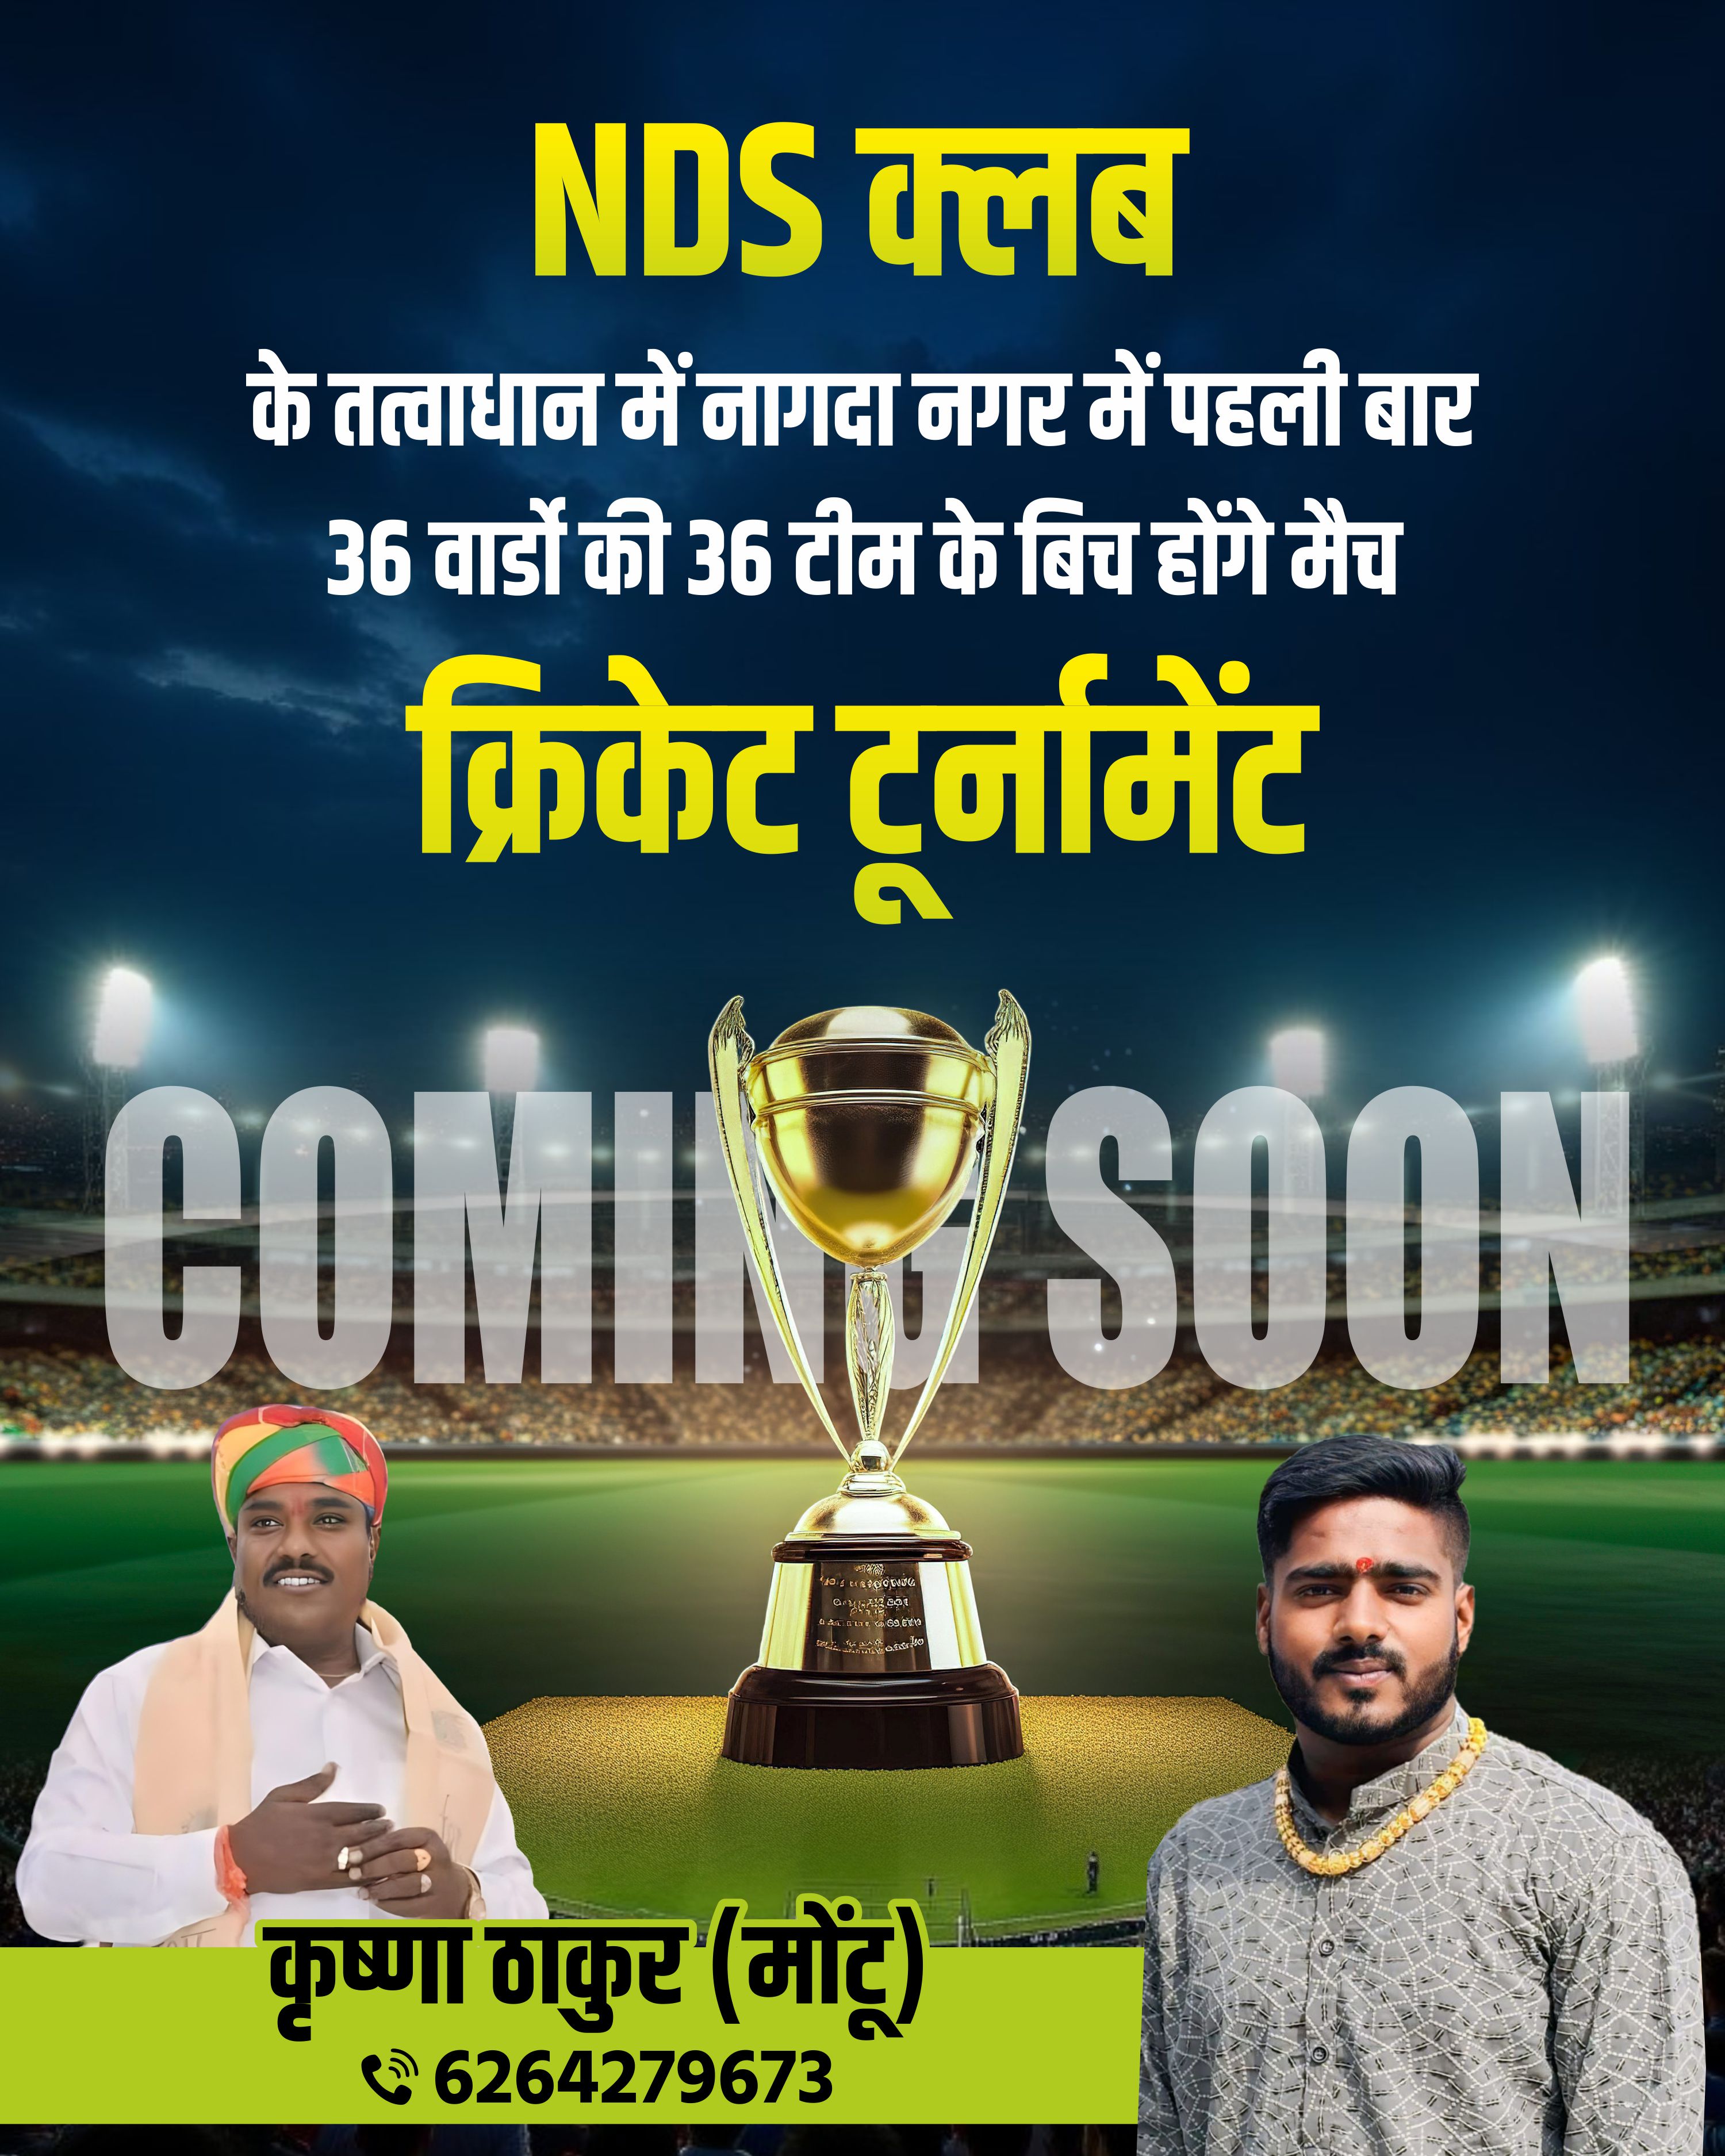 NDS क्लब
के तत्वाधान में नागदा नगर में पहली बार
36 वार्डो की 36 टीम के बिच होंगे मैच
क्रिकेट टूर्नामेंट
COMING SOON
कृष्णा ठाकुर (मोंटू)
6264279673